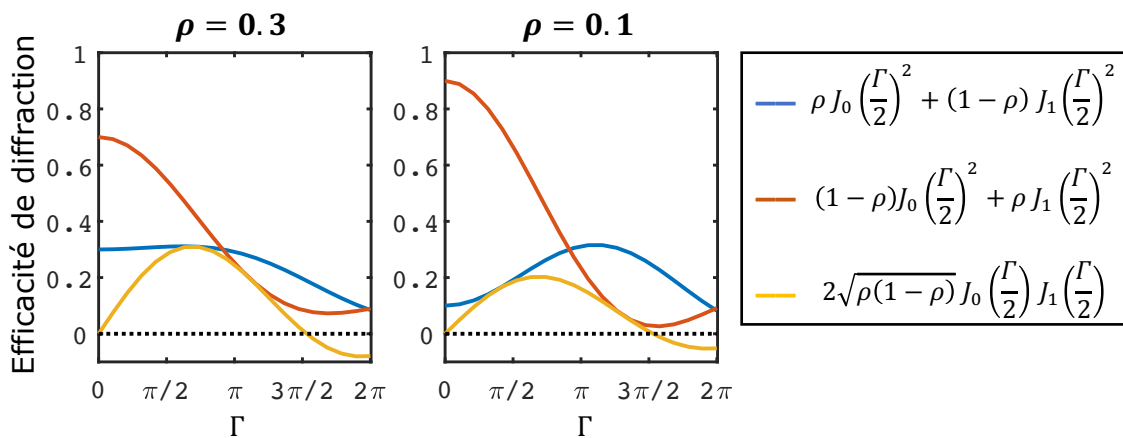 ρ = 0.3
ρ = 0.1
Efficacité de diffraction
1
0.8
0.6
0.4
0.2
0
0 π/2 π 3π/2 2π
Γ
1
0.8
0.6
0.4
0.2
0
0 π/2 π 3π/2 2π
Γ
ρ J₀(Γ/2)² + (1 − ρ) J₁(Γ/2)²
(1 − ρ)J₀(Γ/2)² + ρ J₁(Γ/2)²
2√ρ(1 − ρ) J₀(Γ/2) J₁(Γ/2)